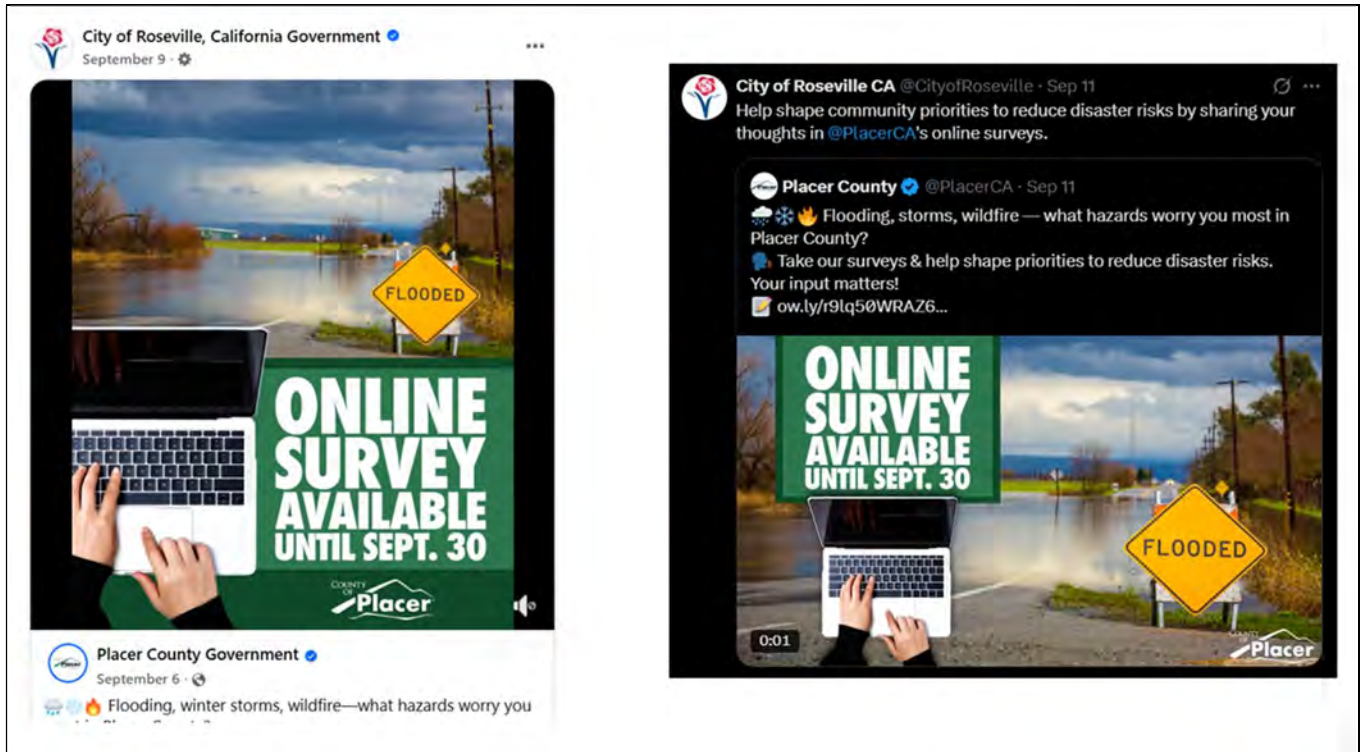 City of Roseville, California Government
September 9 ·
FLOODED
ONLINE
SURVEY
AVAILABLE
UNTIL SEPT. 30
COUNTY OF Placer
Placer County Government
September 6 ·
🌧️❄️🔥 Flooding, winter storms, wildfire—what hazards worry you
City of Roseville CA @CityofRoseville · Sep 11
Help shape community priorities to reduce disaster risks by sharing your
thoughts in @PlacerCA's online surveys.
Placer County @PlacerCA · Sep 11
🌧️❄️🔥 Flooding, storms, wildfire — what hazards worry you most in
Placer County?
🗣️ Take our surveys & help shape priorities to reduce disaster risks.
Your input matters!
📝 ow.ly/r9lq50WRAZ6...
ONLINE
SURVEY
AVAILABLE
UNTIL SEPT. 30
FLOODED
0:01
COUNTY OF Placer